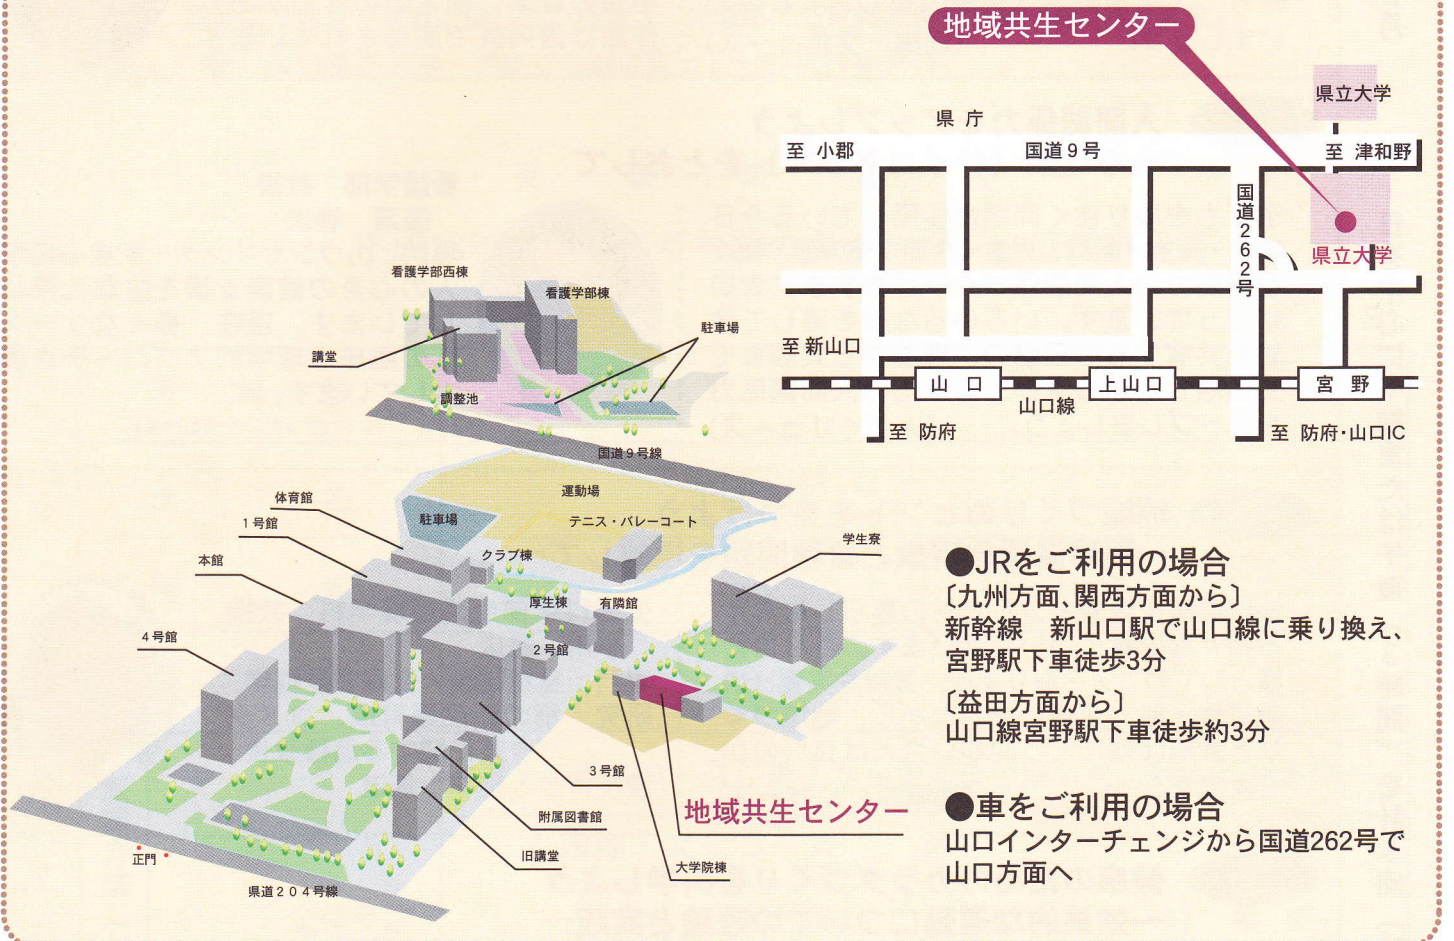 地域共生センター
県立大学
県 庁
至 小郡
国道9号
至 津和野
国道262号
県立大学
至 新山口
山 口
上山口
宮 野
山口線
至 防府
至 防府・山口IC
看護学部西棟
看護学部棟
駐車場
講堂
調整池
国道9号線
運動場
体育館
駐車場
テニス・バレーコート
1号館
クラブ棟
学生寮
本館
厚生棟
有隣館
4号館
2号館
3号館
附属図書館
地域共生センター
旧講堂
大学院棟
正門
県道204号線
●JRをご利用の場合
〔九州方面、関西方面から〕
新幹線 新山口駅で山口線に乗り換え、
宮野駅下車徒歩3分
〔益田方面から〕
山口線宮野駅下車徒歩約3分
●車をご利用の場合
山口インターチェンジから国道262号で
山口方面へ